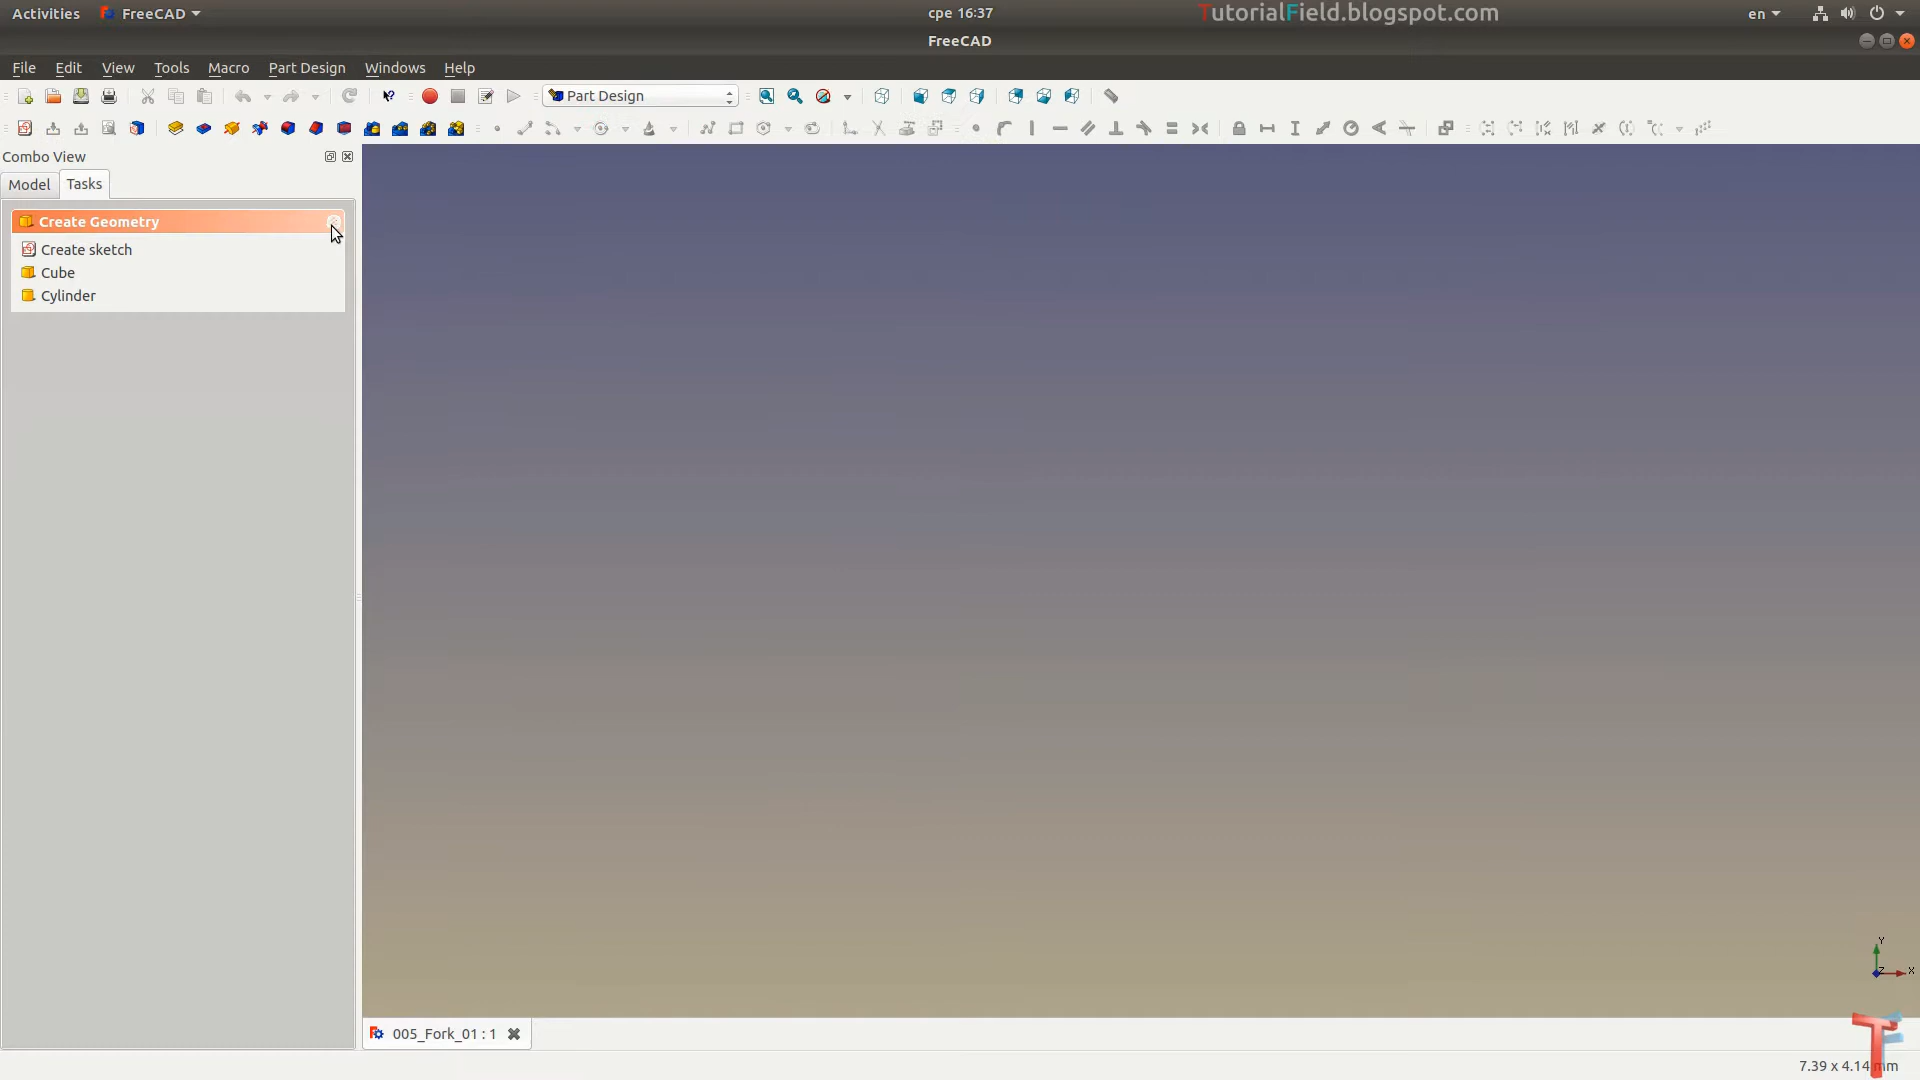 Activities FreeCAD сре 16:37 TutorialField.blogspot.com en
FreeCAD
File Edit View Tools Macro Part Design Windows Help
Part Design
Combo View
Model Tasks
Create Geometry
Create sketch
Cube
Cylinder
Y
Z X
005_Fork_01 : 1
7.39 x 4.14 mm